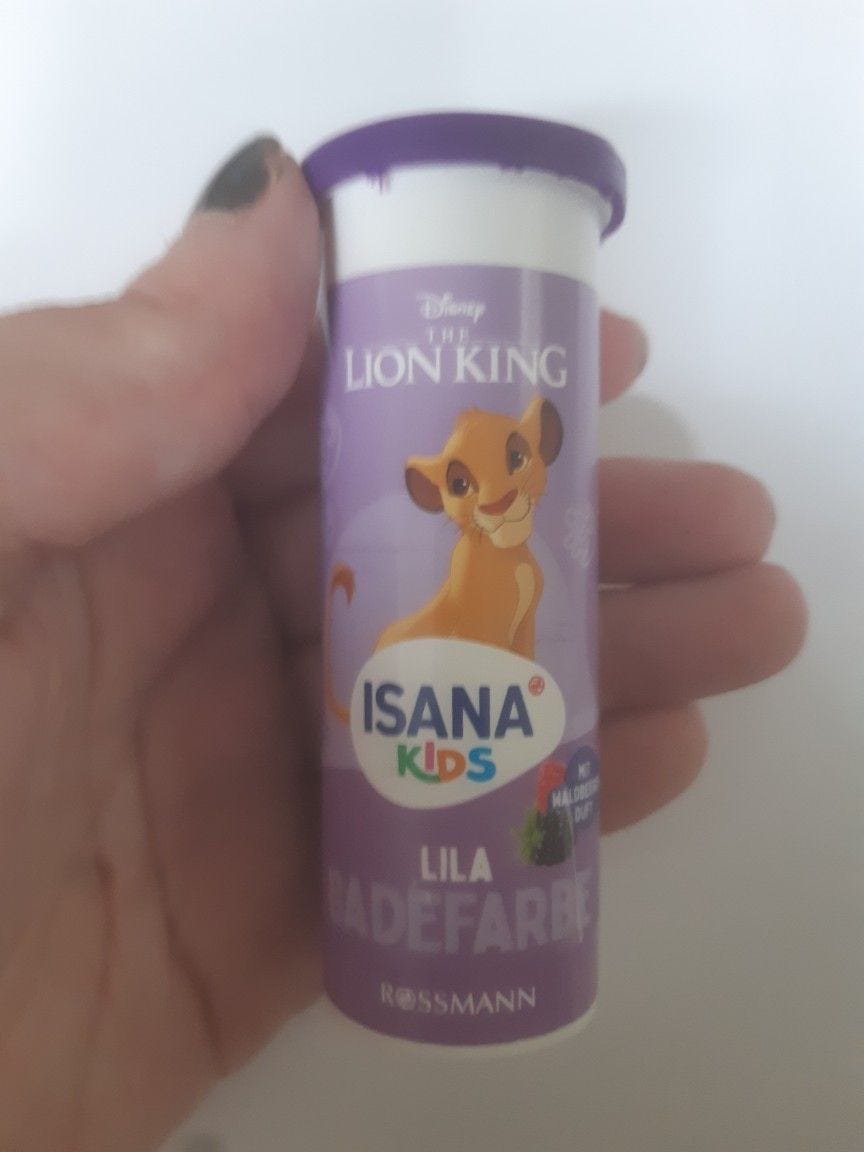 Disney
THE
LION KING
ISANA
KIDS
MIT
WALDBEER
DUFT
LILA
BADEFARBE
ROSSMANN